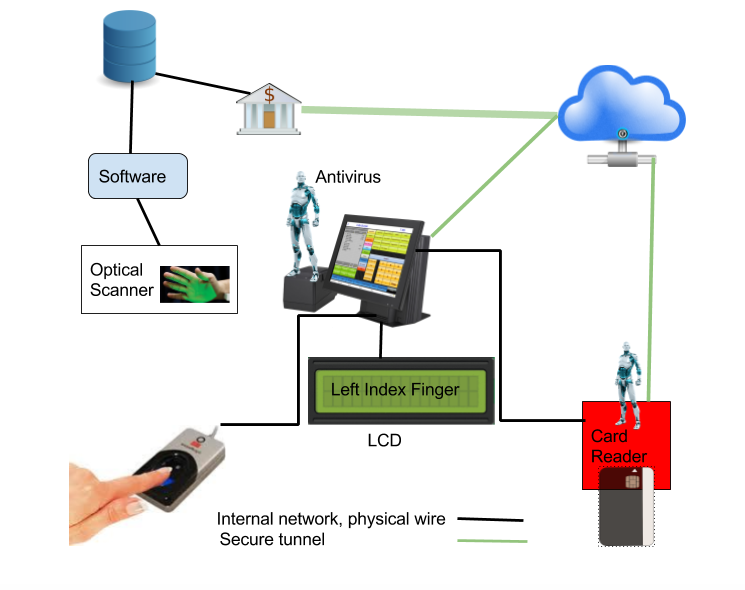 $
Software
Antivirus
Optical
Scanner
Left Index Finger
LCD
Card
Reader
Internal network, physical wire
Secure tunnel